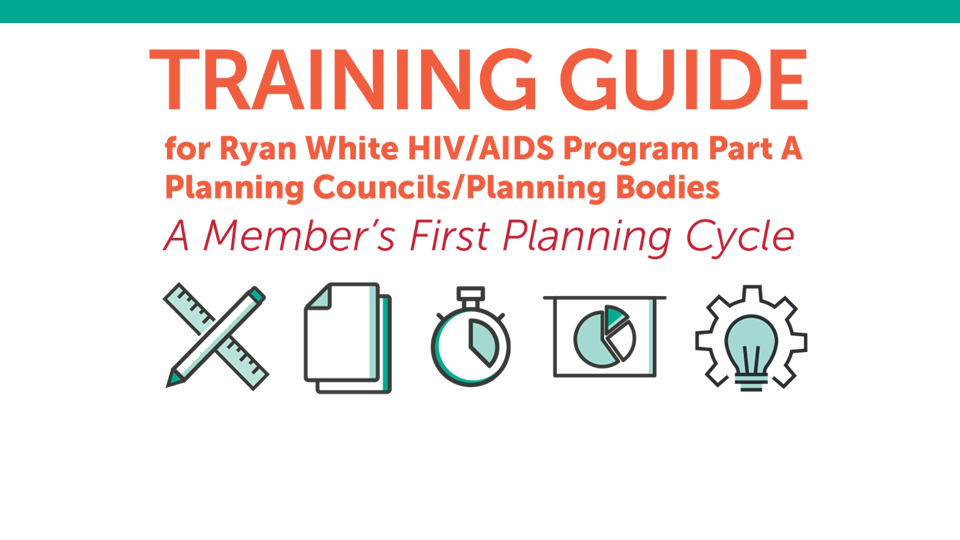 TRAINING GUIDE
for Ryan White HIV/AIDS Program Part A
Planning Councils/Planning Bodies
A Member’s First Planning Cycle